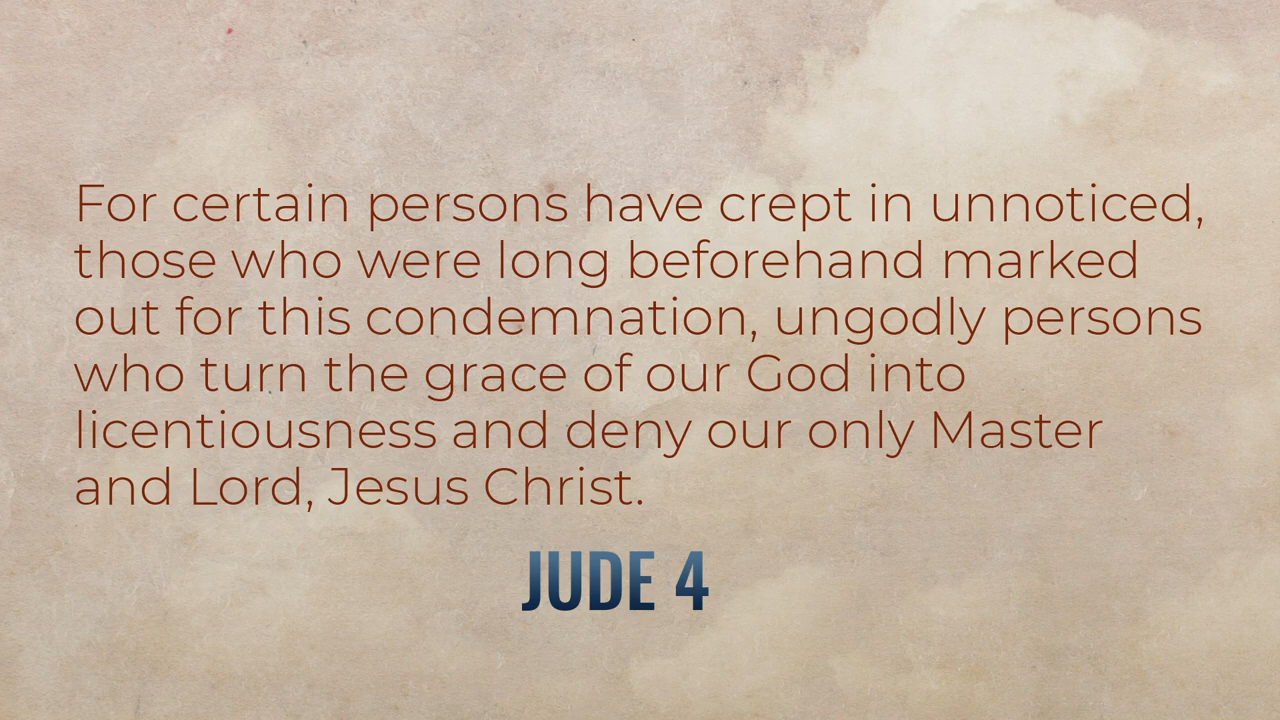 For certain persons have crept in unnoticed,
those who were long beforehand marked
out for this condemnation, ungodly persons
who turn the grace of our God into
licentiousness and deny our only Master
and Lord, Jesus Christ.
JUDE 4